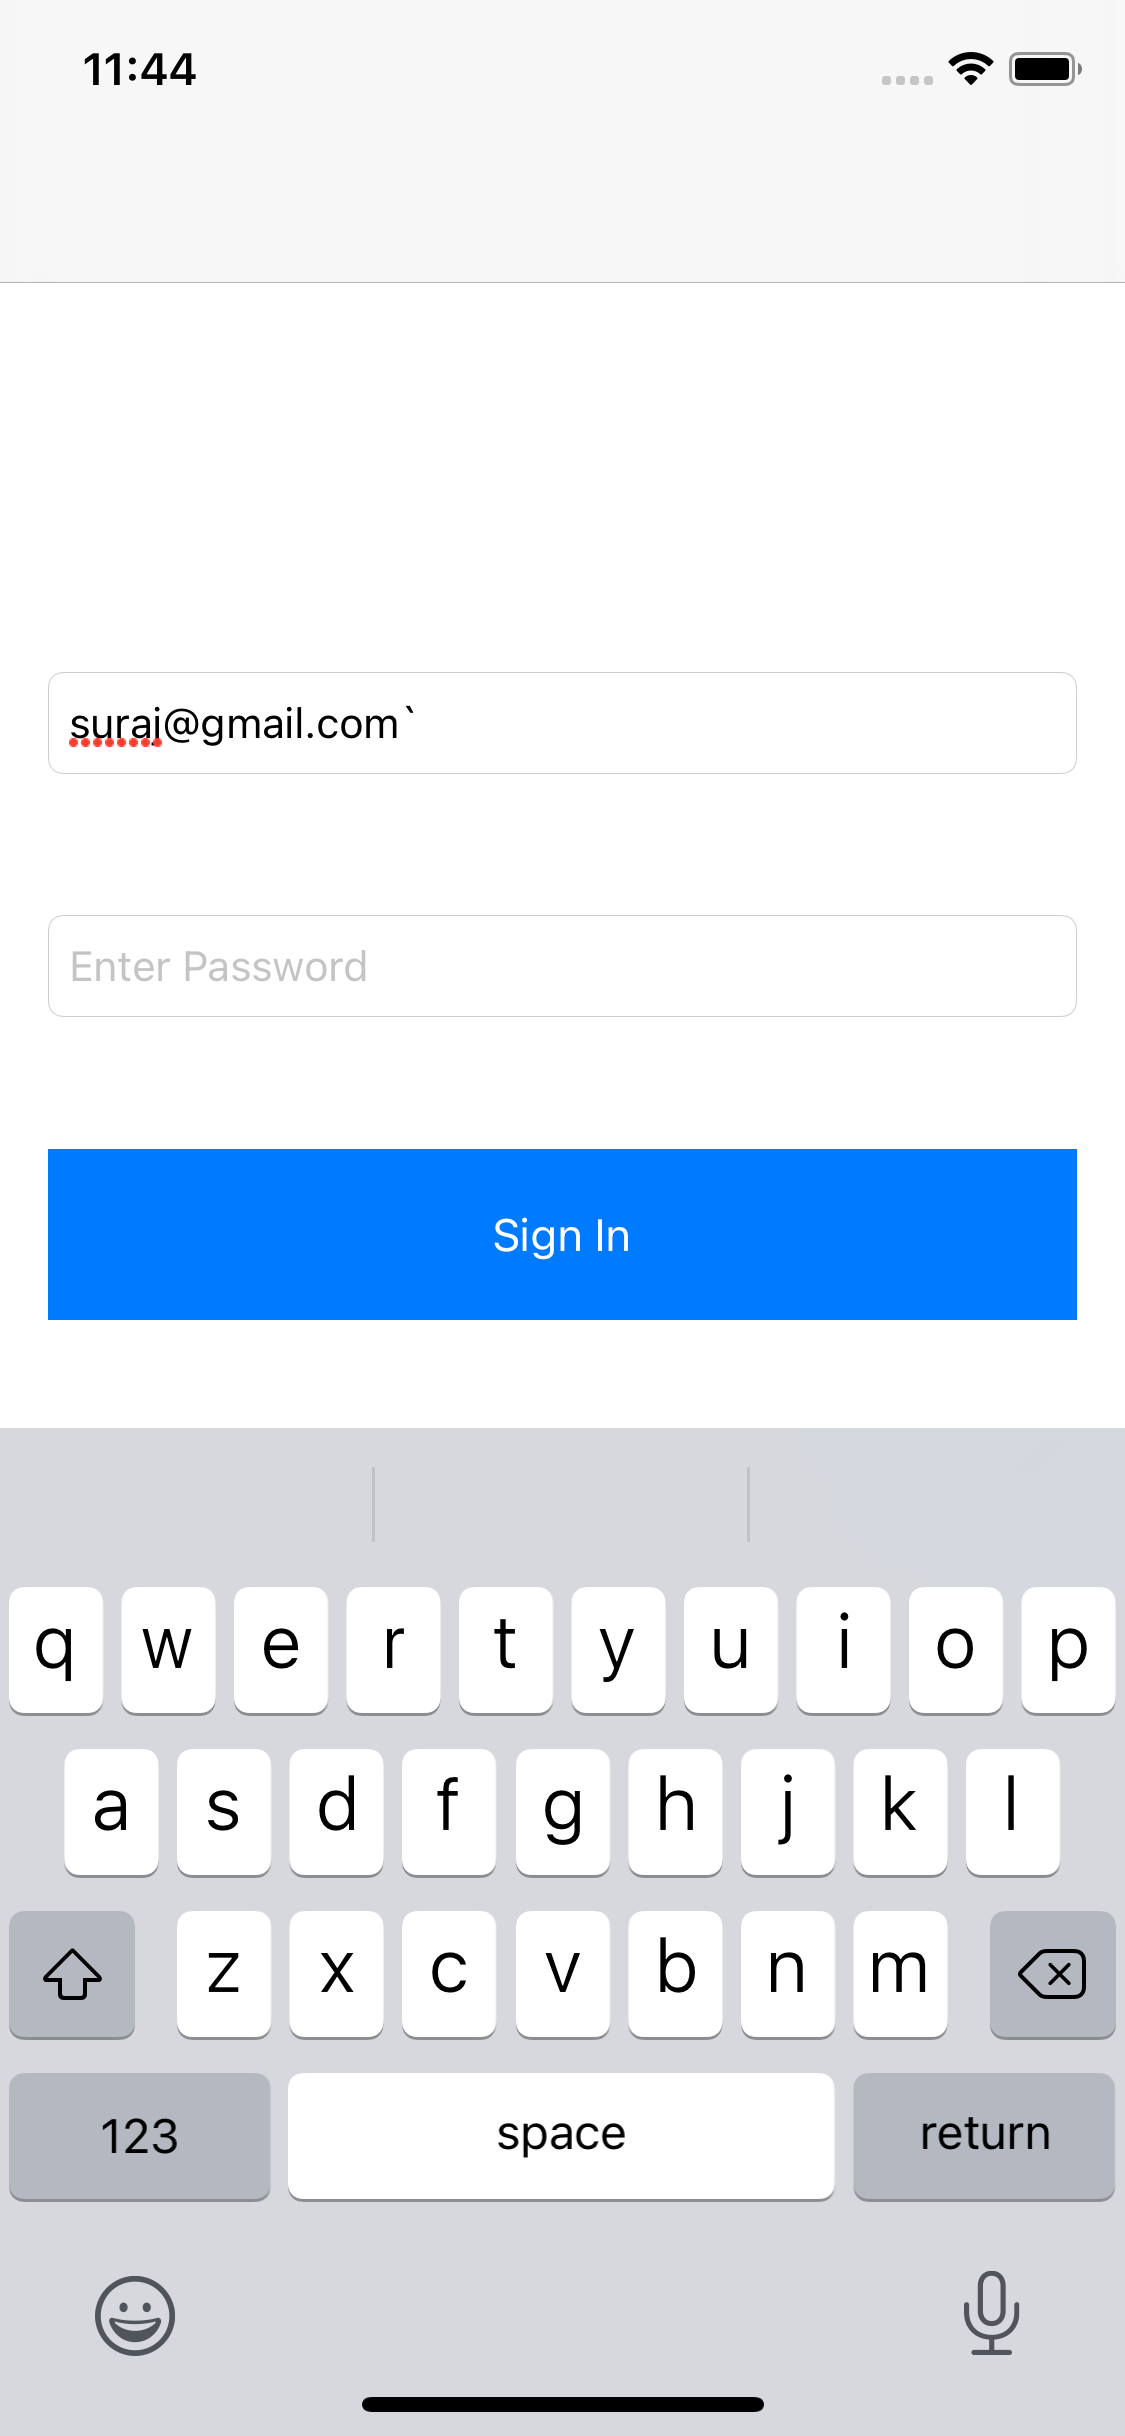 11:44
suraj@gmail.com`
Enter Password
Sign In
q w e r t y u i o p
a s d f g h j k l
z x c v b n m
123 space return